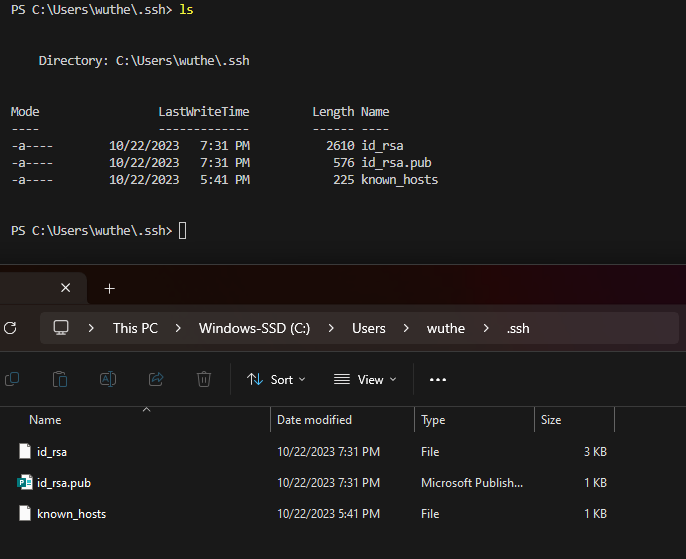 PS C:\Users\wuthe\.ssh> ls
Directory: C:\Users\wuthe\.ssh
Mode LastWriteTime Length Name
---- ------------- ------ ----
-a---- 10/22/2023 7:31 PM 2610 id_rsa
-a---- 10/22/2023 7:31 PM 576 id_rsa.pub
-a---- 10/22/2023 5:41 PM 225 known_hosts
PS C:\Users\wuthe\.ssh>
This PC > Windows-SSD (C:) > Users > wuthe > .ssh
Sort View
Name Date modified Type Size
id_rsa 10/22/2023 7:31 PM File 3 KB
id_rsa.pub 10/22/2023 7:31 PM Microsoft Publish... 1 KB
known_hosts 10/22/2023 5:41 PM File 1 KB